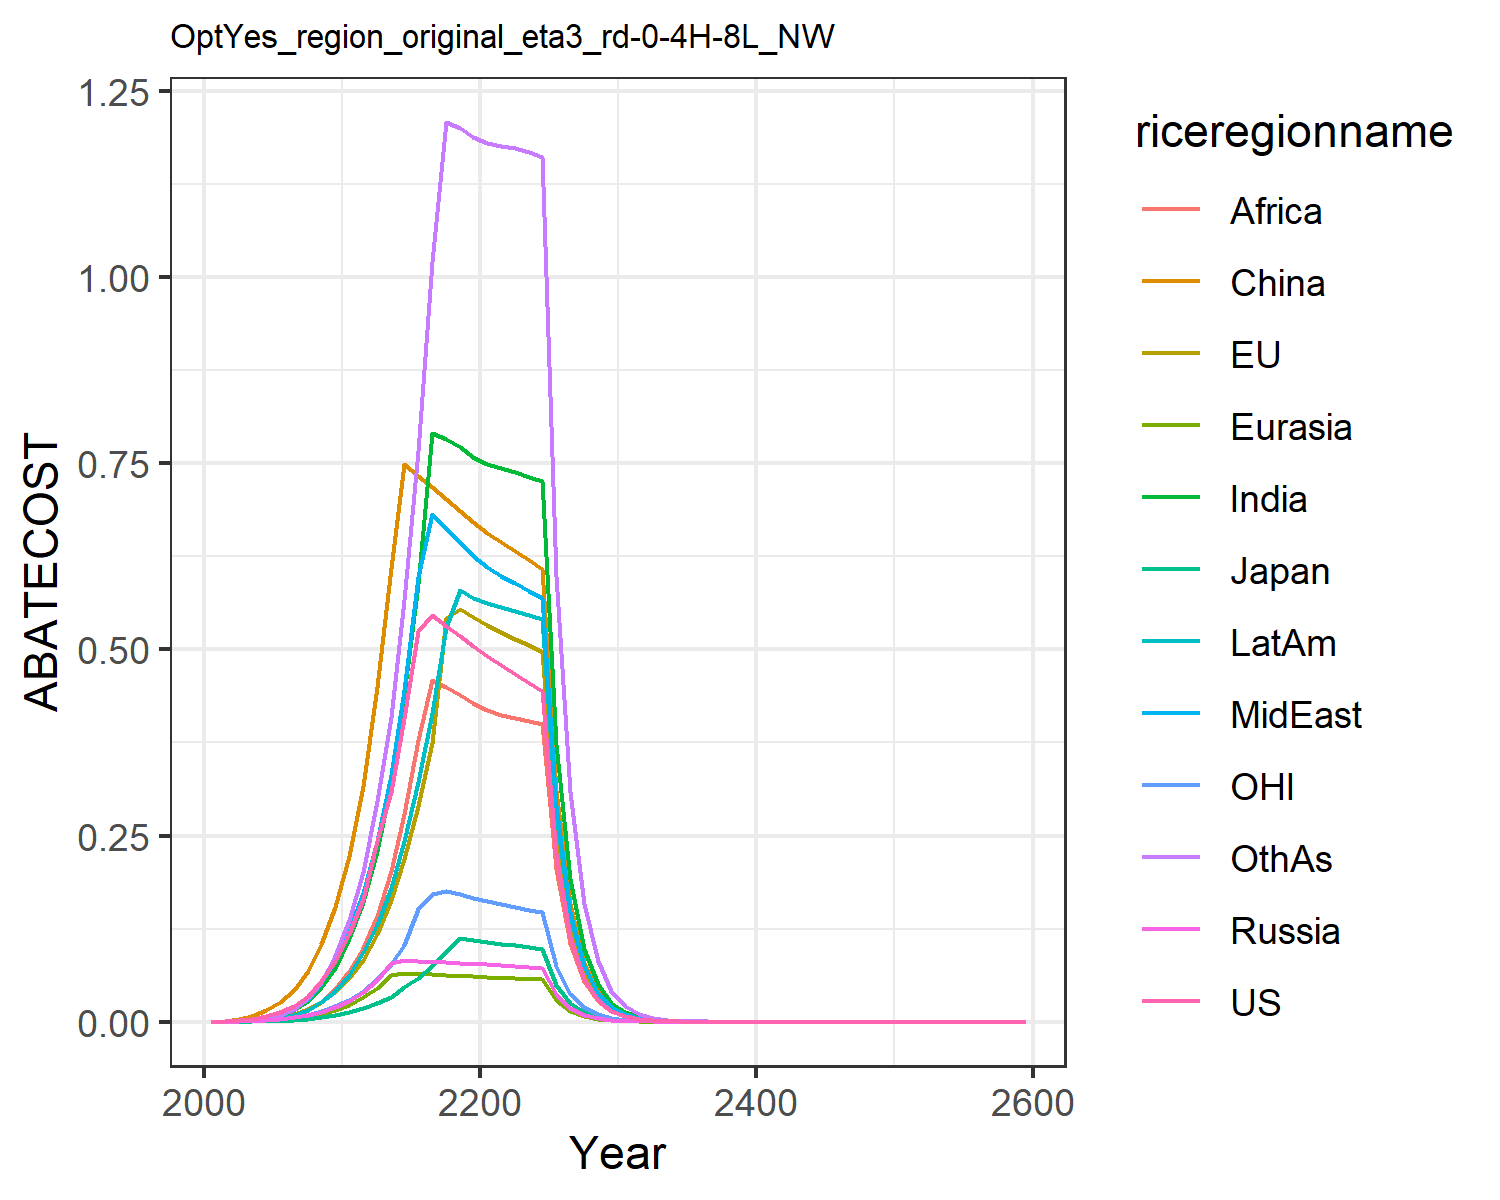 OptYes_region_original_eta3_rd-0-4H-8L_NW
1.25
1.00
0.75
0.50
0.25
0.00
ABATECOST
2000
2200
2400
2600
Year
riceregionname
Africa
China
EU
Eurasia
India
Japan
LatAm
MidEast
OHI
OthAs
Russia
US